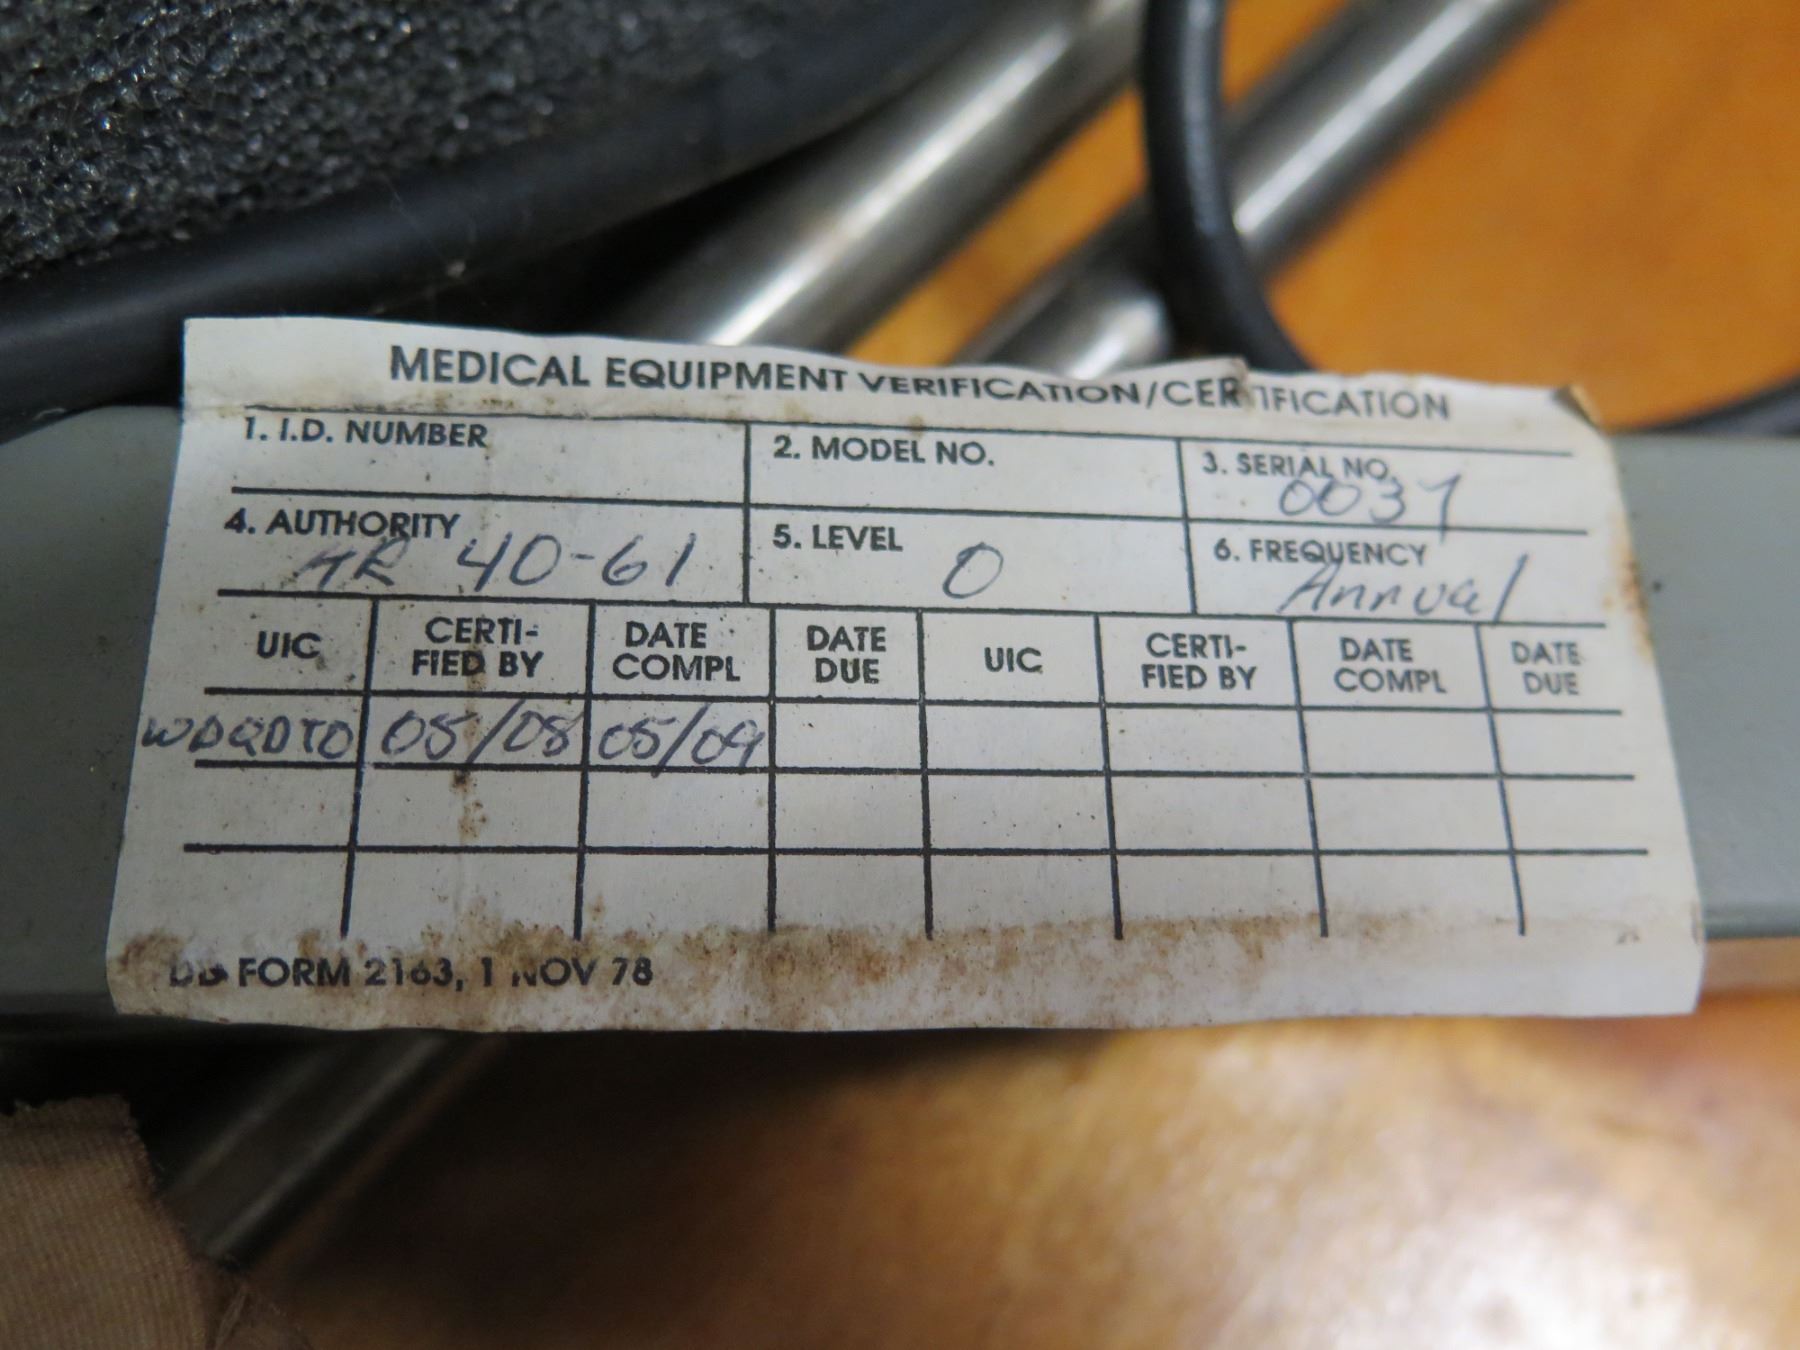 MEDICAL EQUIPMENT VERIFICATION/CERTIFICATION
1. I.D. NUMBER 2. MODEL NO. 3. SERIAL NO. 0037
4. AUTHORITY AR 40-61 5. LEVEL 0 6. FREQUENCY Annual
UIC CERTI- DATE DATE UIC CERTI- DATE DATE
FIED BY COMPL DUE FIED BY COMPL DUE
05/08 05/09
DD FORM 2163, 1 NOV 78